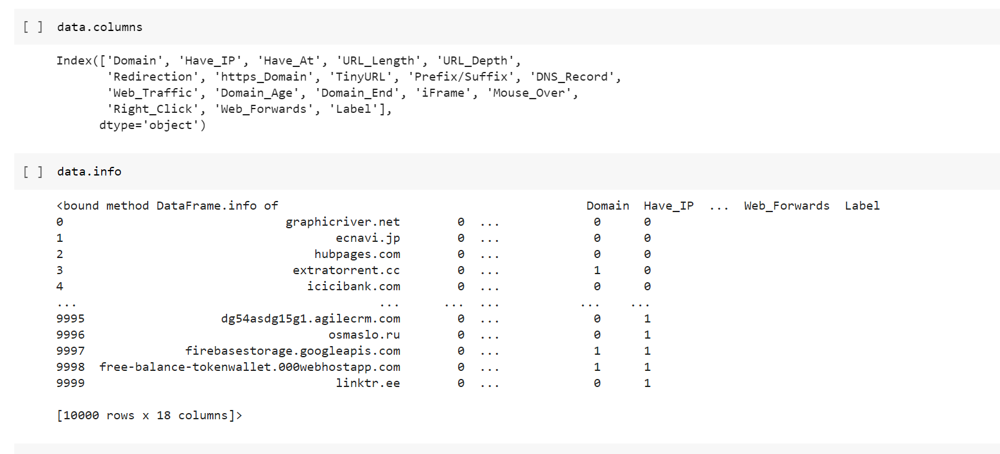 [ ] data.columns
Index(['Domain', 'Have_IP', 'Have_At', 'URL_Length', 'URL_Depth',
       'Redirection', 'https_Domain', 'TinyURL', 'Prefix/Suffix', 'DNS_Record',
       'Web_Traffic', 'Domain_Age', 'Domain_End', 'iFrame', 'Mouse_Over',
       'Right_Click', 'Web_Forwards', 'Label'],
      dtype='object')
[ ] data.info
<bound method DataFrame.info of                                           Domain  Have_IP  ...  Web_Forwards  Label
0                               graphicriver.net        0  ...             0      0
1                                      ecnavi.jp        0  ...             0      0
2                                   hubpages.com        0  ...             0      0
3                                extratorrent.cc        0  ...             1      0
4                                  icicibank.com        0  ...             0      0
...                                          ...      ...  ...           ...    ...
9995                   dg54asdg15g1.agilecrm.com        0  ...             0      1
9996                                  osmaslo.ru        0  ...             0      1
9997              firebasestorage.googleapis.com        0  ...             1      1
9998  free-balance-tokenwallet.000webhostapp.com        0  ...             1      1
9999                                   linktr.ee        0  ...             0      1
[10000 rows x 18 columns]>